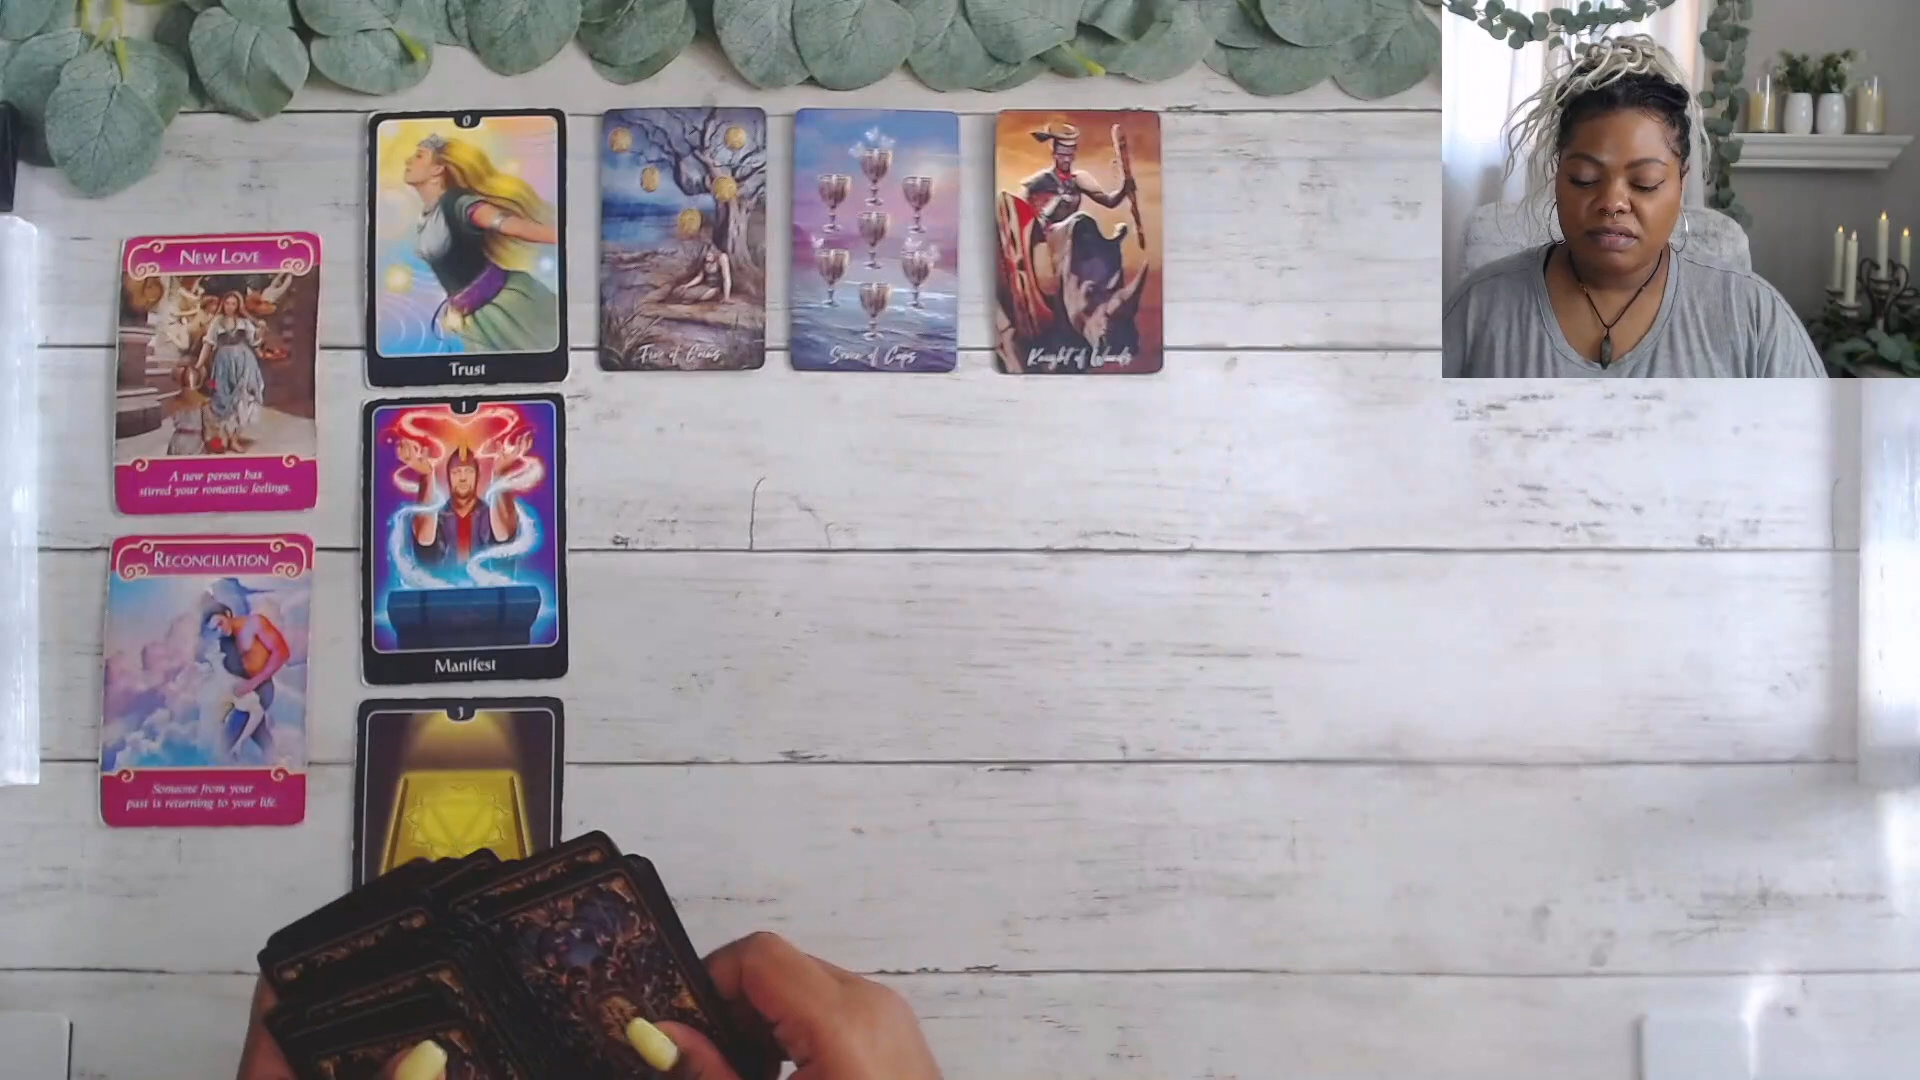 NEW LOVE
A new person has
stirred your romantic feelings.
RECONCILIATION
Someone from your
past is returning to your life.
0
Trust
1
Manifest
3
Five of Coins
Seven of Cups
Knight of Wands